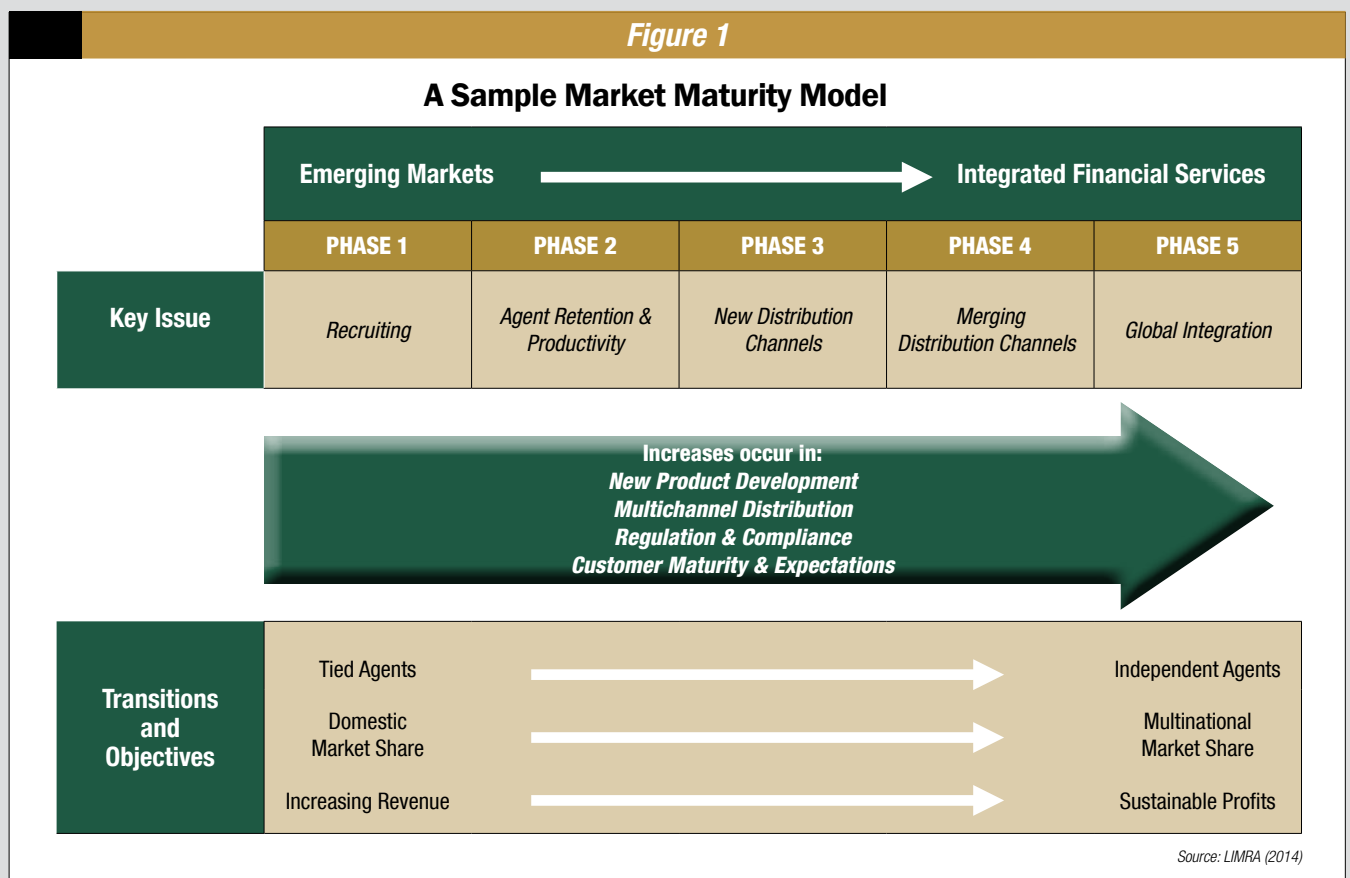 Figure 1
A Sample Market Maturity Model
Emerging Markets
Integrated Financial Services
PHASE 1
PHASE 2
PHASE 3
PHASE 4
PHASE 5
Key Issue
Recruiting
Agent Retention &
Productivity
New Distribution
Channels
Merging
Distribution Channels
Global Integration
Increases occur in:
New Product Development
Multichannel Distribution
Regulation & Compliance
Customer Maturity & Expectations
Transitions
and
Objectives
Tied Agents
Independent Agents
Domestic
Market Share
Multinational
Market Share
Increasing Revenue
Sustainable Profits
Source: LIMRA (2014)